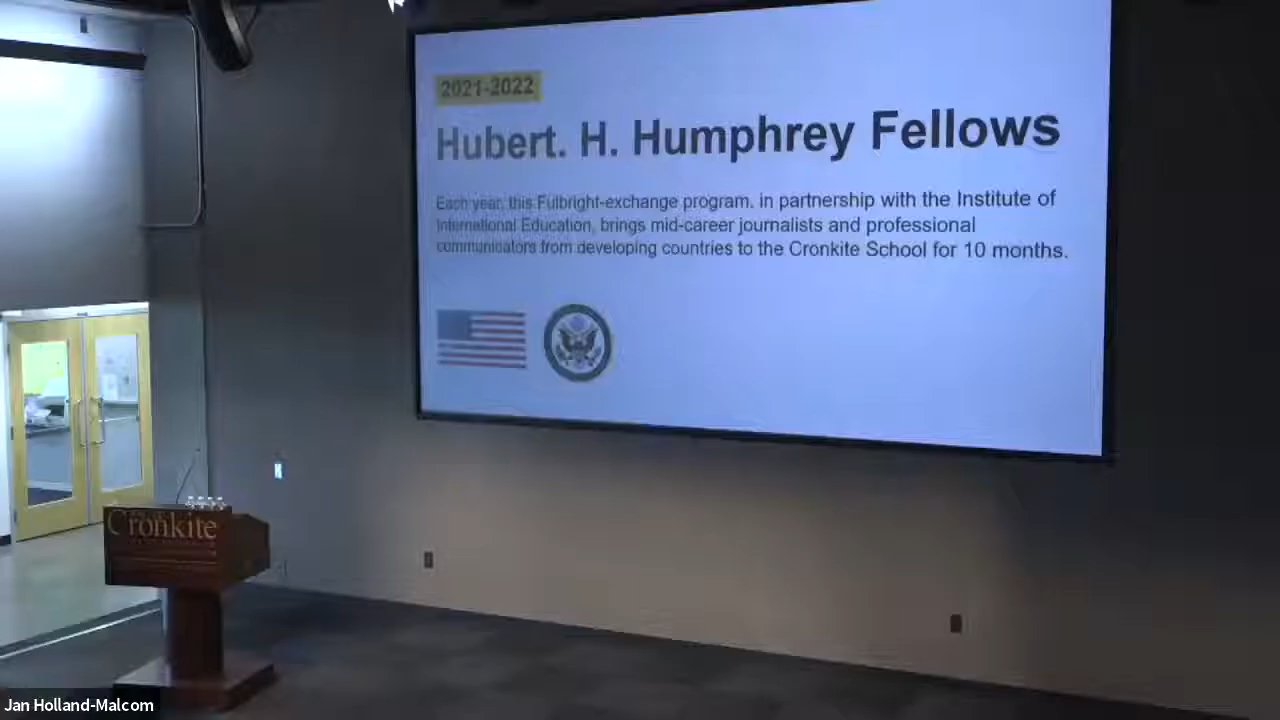 2021-2022
Hubert. H. Humphrey Fellows
Each year, this Fulbright-exchange program, in partnership with the Institute of
International Education, brings mid-career journalists and professional
communicators from developing countries to the Cronkite School for 10 months.
Cronkite
Jan Holland-Malcom